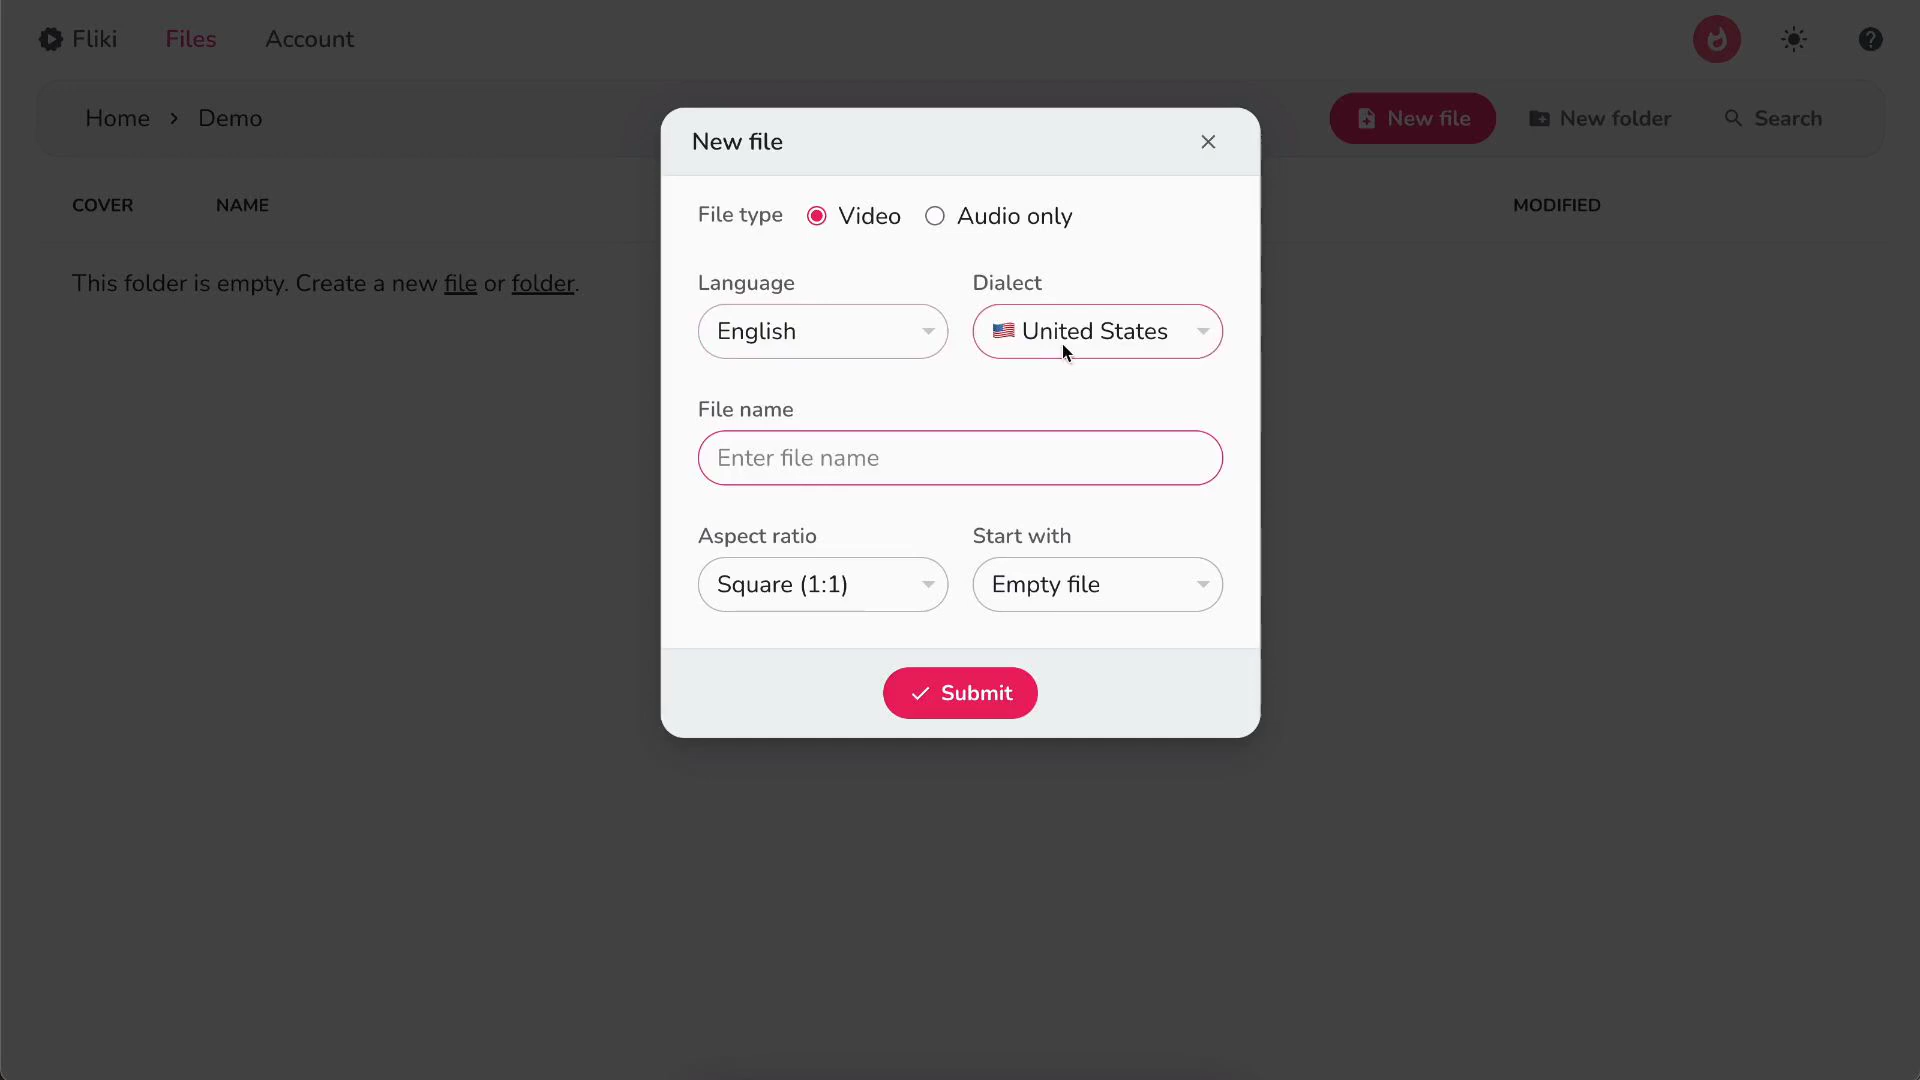 Fliki Files Account
Home > Demo New file New folder Search
New file
COVER NAME MODIFIED
File type Video Audio only
This folder is empty. Create a new file or folder.
Language Dialect
English United States
File name
Enter file name
Aspect ratio Start with
Square (1:1) Empty file
Submit